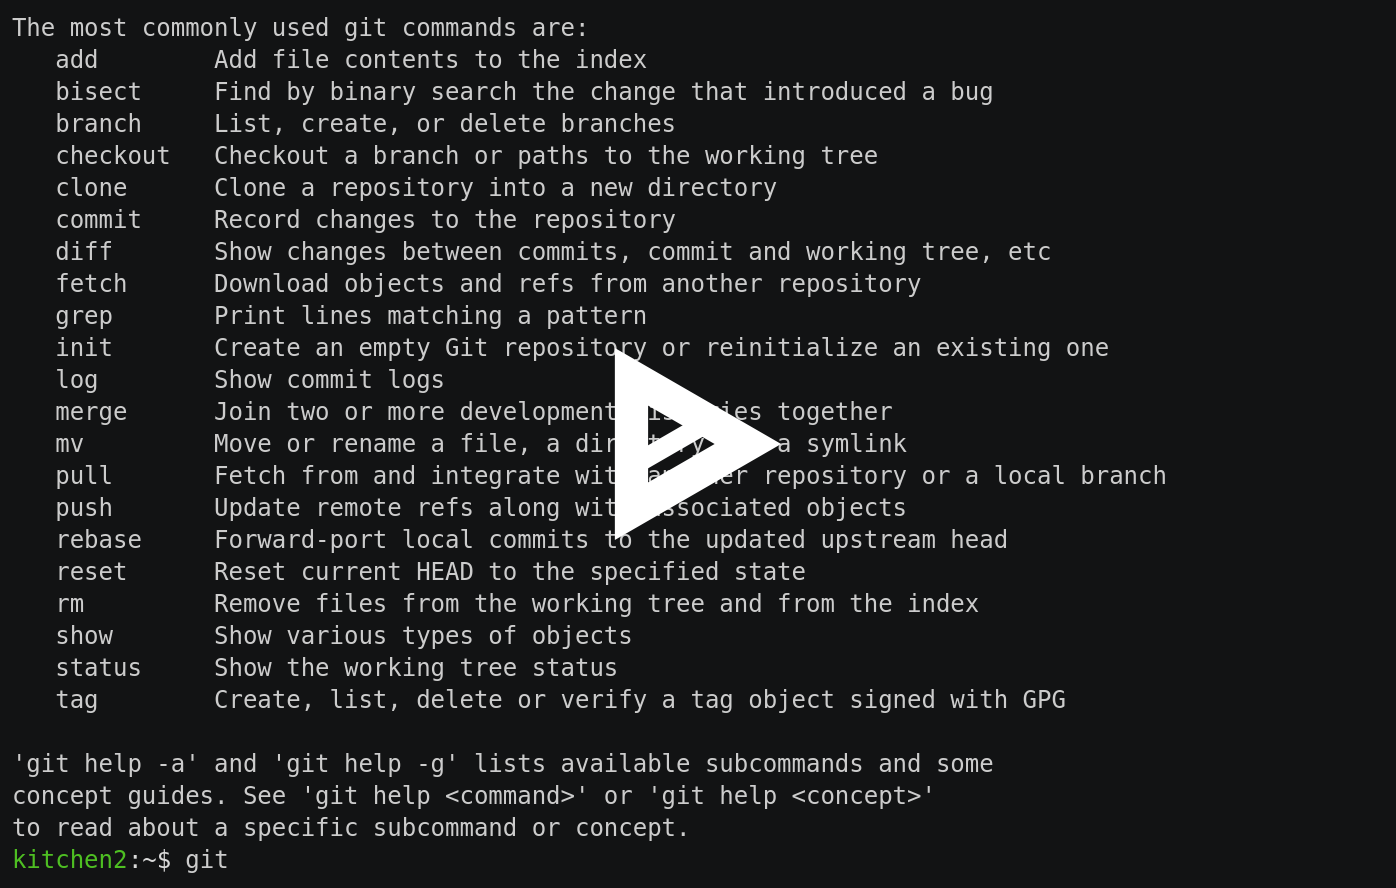 The most commonly used git commands are:
   add        Add file contents to the index
   bisect     Find by binary search the change that introduced a bug
   branch     List, create, or delete branches
   checkout   Checkout a branch or paths to the working tree
   clone      Clone a repository into a new directory
   commit     Record changes to the repository
   diff       Show changes between commits, commit and working tree, etc
   fetch      Download objects and refs from another repository
   grep       Print lines matching a pattern
   init       Create an empty Git repository or reinitialize an existing one
   log        Show commit logs
   merge      Join two or more development histories together
   mv         Move or rename a file, a directory a symlink
   pull       Fetch from and integrate with another repository or a local branch
   push       Update remote refs along with associated objects
   rebase     Forward-port local commits to the updated upstream head
   reset      Reset current HEAD to the specified state
   rm         Remove files from the working tree and from the index
   show       Show various types of objects
   status     Show the working tree status
   tag        Create, list, delete or verify a tag object signed with GPG

'git help -a' and 'git help -g' lists available subcommands and some
concept guides. See 'git help <command>' or 'git help <concept>'
to read about a specific subcommand or concept.
kitchen2:~$ git